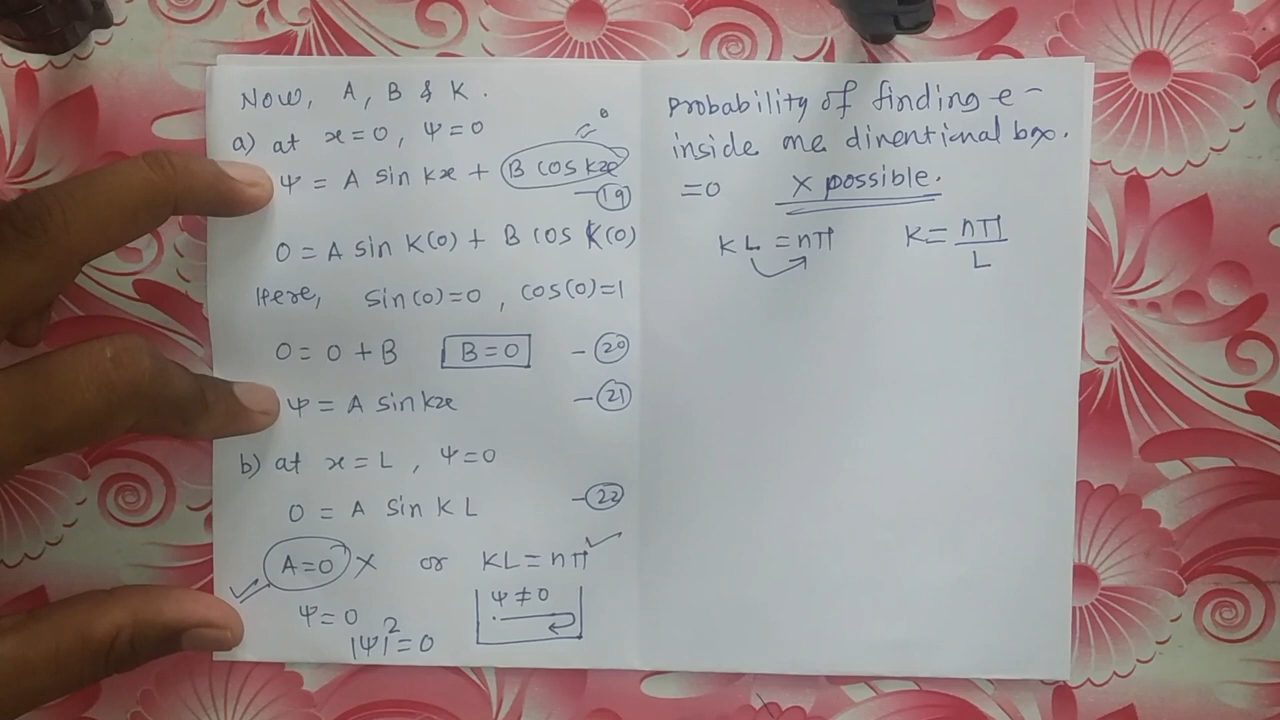 Now, A, B & K.
a) at x=0, Ψ=0
0
Ψ = A sin kx + B cos kx
-(19)
0 = A sin K(0) + B cos K(0)
Here, sin(0)=0, cos(0)=1
0 = 0 + B B=0 -(20)
Ψ = A sin kx -(21)
b) at x = L, Ψ=0
0 = A sin K L -(22)
A=0 X or KL = nπ ✓
Ψ=0 Ψ ≠ 0
|Ψ|²=0
Probability of finding e-
inside one dimentional box.
=0 X possible.
KL = nπ K = nπ/L